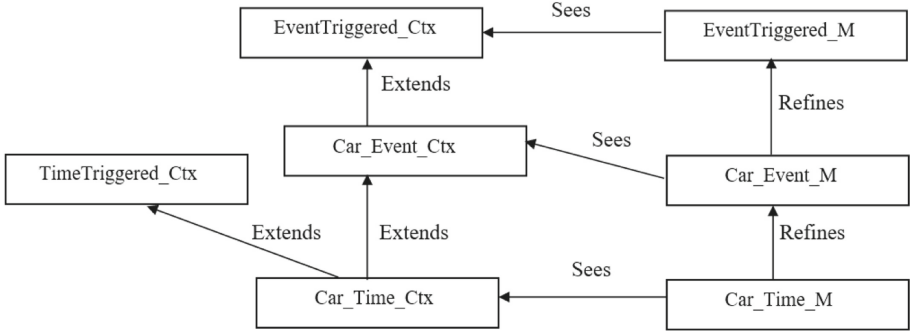 EventTriggered_Ctx
Sees
EventTriggered_M
Extends
Refines
Car_Event_Ctx
Sees
TimeTriggered_Ctx
Car_Event_M
Extends
Extends
Refines
Sees
Car_Time_Ctx
Car_Time_M